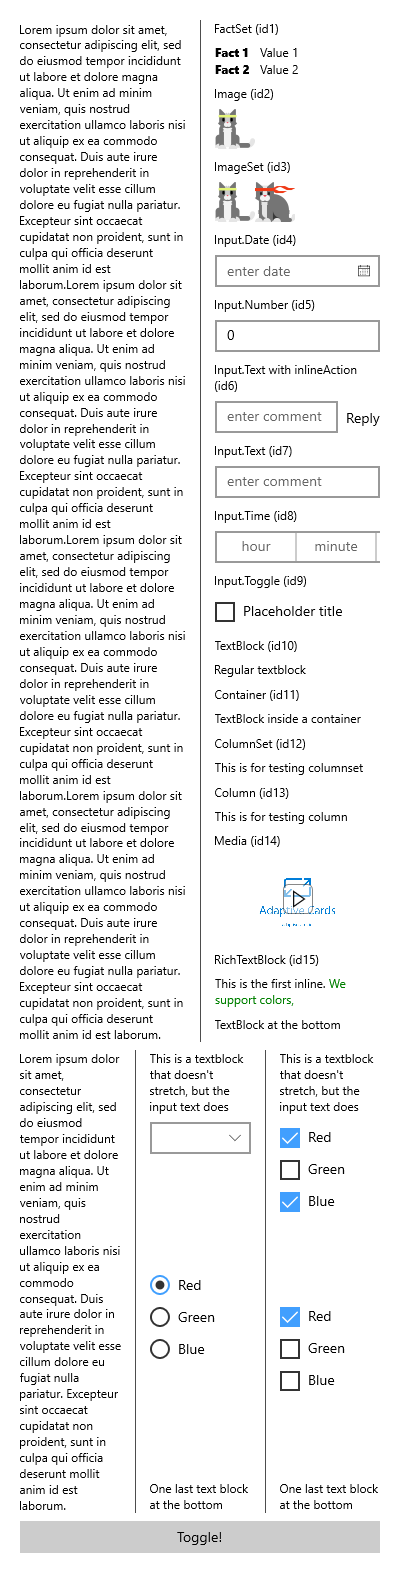 Lorem ipsum dolor sit amet,
consectetur adipiscing elit, sed
do eiusmod tempor incididunt
ut labore et dolore magna
aliqua. Ut enim ad minim
veniam, quis nostrud
exercitation ullamco laboris nisi
ut aliquip ex ea commodo
consequat. Duis aute irure
dolor in reprehenderit in
voluptate velit esse cillum
dolore eu fugiat nulla pariatur.
Excepteur sint occaecat
cupidatat non proident, sunt in
culpa qui officia deserunt
mollit anim id est
laborum.Lorem ipsum dolor sit
amet, consectetur adipiscing
elit, sed do eiusmod tempor
incididunt ut labore et dolore
magna aliqua. Ut enim ad
minim veniam, quis nostrud
exercitation ullamco laboris nisi
ut aliquip ex ea commodo
consequat. Duis aute irure
dolor in reprehenderit in
voluptate velit esse cillum
dolore eu fugiat nulla pariatur.
Excepteur sint occaecat
cupidatat non proident, sunt in
culpa qui officia deserunt
mollit anim id est
laborum.Lorem ipsum dolor sit
amet, consectetur adipiscing
elit, sed do eiusmod tempor
incididunt ut labore et dolore
magna aliqua. Ut enim ad
minim veniam, quis nostrud
exercitation ullamco laboris nisi
ut aliquip ex ea commodo
consequat. Duis aute irure
dolor in reprehenderit in
voluptate velit esse cillum
dolore eu fugiat nulla pariatur.
Excepteur sint occaecat
cupidatat non proident, sunt in
culpa qui officia deserunt
mollit anim id est
laborum.Lorem ipsum dolor sit
amet, consectetur adipiscing
elit, sed do eiusmod tempor
incididunt ut labore et dolore
magna aliqua. Ut enim ad
minim veniam, quis nostrud
exercitation ullamco laboris nisi
ut aliquip ex ea commodo
consequat. Duis aute irure
dolor in reprehenderit in
voluptate velit esse cillum
dolore eu fugiat nulla pariatur.
Excepteur sint occaecat
cupidatat non proident, sunt in
culpa qui officia deserunt
mollit anim id est laborum.
FactSet (id1)
Fact 1 Value 1
Fact 2 Value 2
Image (id2)
ImageSet (id3)
Input.Date (id4)
enter date
Input.Number (id5)
0
Input.Text with inlineAction
(id6)
enter comment Reply
Input.Text (id7)
enter comment
Input.Time (id8)
hour minute
Input.Toggle (id9)
Placeholder title
TextBlock (id10)
Regular textblock
Container (id11)
TextBlock inside a container
ColumnSet (id12)
This is for testing columnset
Column (id13)
This is for testing column
Media (id14)
Adaptive Cards
RichTextBlock (id15)
This is the first inline. We
support colors,
TextBlock at the bottom
Lorem ipsum dolor
sit amet,
consectetur
adipiscing elit, sed
do eiusmod
tempor incididunt
ut labore et dolore
magna aliqua. Ut
enim ad minim
veniam, quis
nostrud
exercitation
ullamco laboris nisi
ut aliquip ex ea
commodo
consequat. Duis
aute irure dolor in
reprehenderit in
voluptate velit esse
cillum dolore eu
fugiat nulla
pariatur. Excepteur
sint occaecat
cupidatat non
proident, sunt in
culpa qui officia
deserunt mollit
anim id est
laborum.
This is a textblock
that doesn't
stretch, but the
input text does
Red
Green
Blue
One last text block
at the bottom
This is a textblock
that doesn't
stretch, but the
input text does
Red
Green
Blue
Red
Green
Blue
One last text block
at the bottom
Toggle!